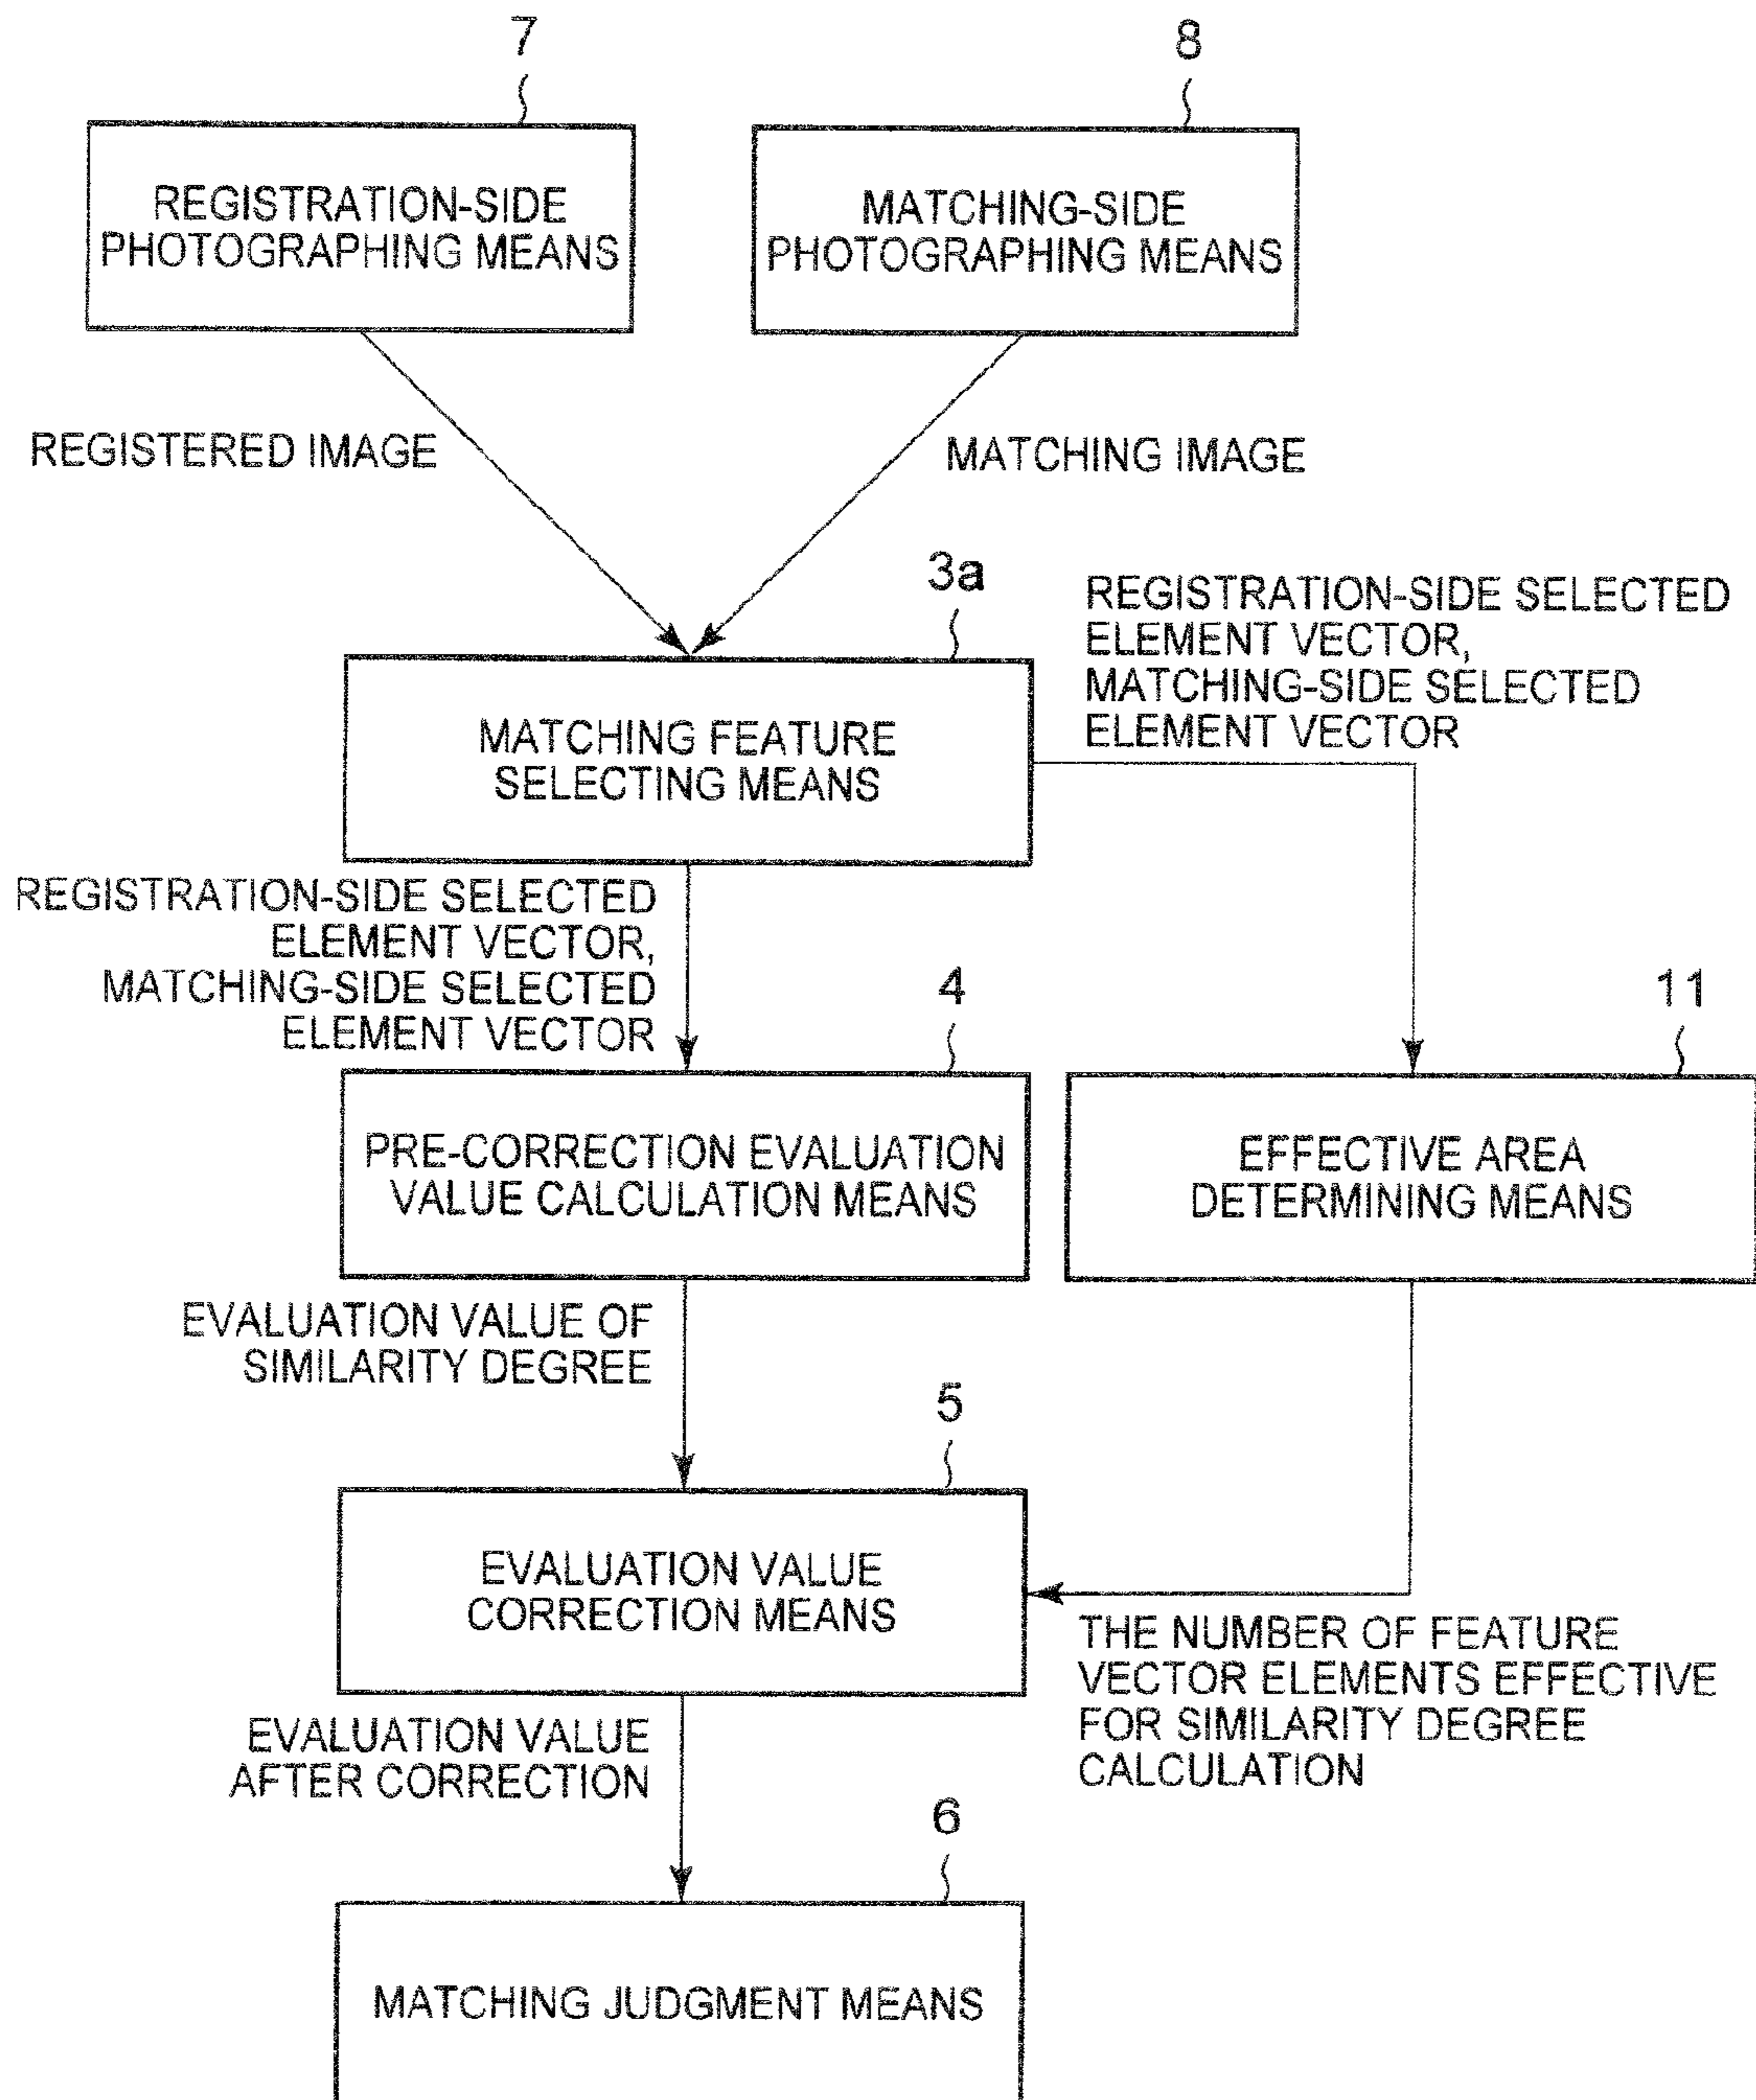 7
8
REGISTRATION-SIDE
PHOTOGRAPHING MEANS
MATCHING-SIDE
PHOTOGRAPHING MEANS
REGISTERED IMAGE
MATCHING IMAGE
3a
REGISTRATION-SIDE SELECTED
ELEMENT VECTOR,
MATCHING-SIDE SELECTED
ELEMENT VECTOR
MATCHING FEATURE
SELECTING MEANS
REGISTRATION-SIDE SELECTED
ELEMENT VECTOR,
MATCHING-SIDE SELECTED
ELEMENT VECTOR
4
11
PRE-CORRECTION EVALUATION
VALUE CALCULATION MEANS
EFFECTIVE AREA
DETERMINING MEANS
EVALUATION VALUE OF
SIMILARITY DEGREE
5
EVALUATION VALUE
CORRECTION MEANS
THE NUMBER OF FEATURE
VECTOR ELEMENTS EFFECTIVE
FOR SIMILARITY DEGREE
CALCULATION
EVALUATION VALUE
AFTER CORRECTION
6
MATCHING JUDGMENT MEANS